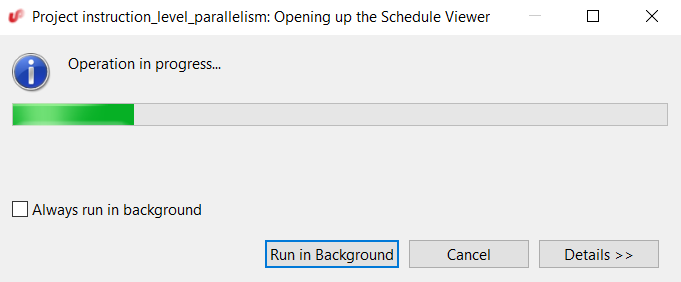 Project instruction_level_parallelism: Opening up the Schedule Viewer
Operation in progress...
Always run in background
Run in Background
Cancel
Details >>